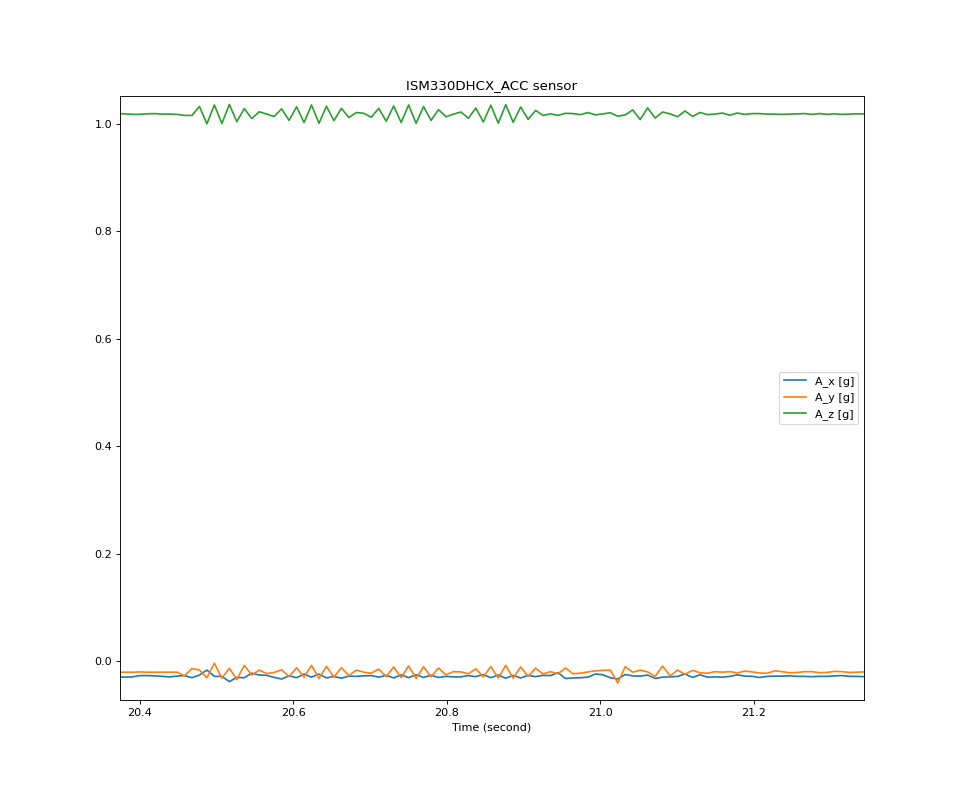 ISM330DHCX_ACC sensor
1.0
0.8
0.6
0.4
0.2
0.0
A_x [g]
A_y [g]
A_z [g]
20.4 20.6 20.8 21.0 21.2
Time (second)